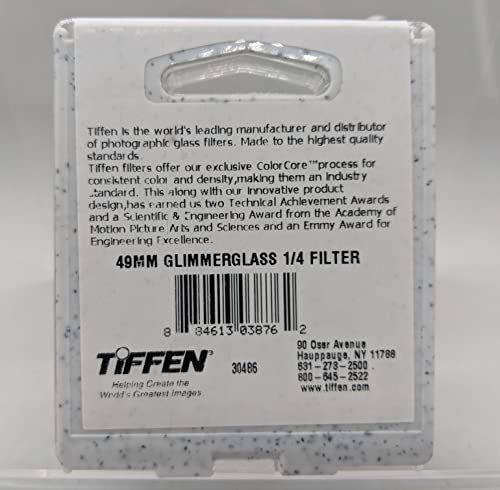 Tiffen is the world's leading manufacturer and distributor
of photographic glass filters. Made to the highest quality
standards.
Tiffen filters offer our exclusive ColorCore™process for
consistent color and density,making them an industry
standard. This along with our innovative product
design,has earned us two Technical Achievement Awards
and a Scientific & Engineering Award from the Academy of
Motion Picture Arts and Sciences and an Emmy Award for
Engineering Excellence.
49MM GLIMMERGLASS 1/4 FILTER
8 84613 03876 2
TIFFEN®
Helping Create the
World's Greatest Images
30486
90 Oser Avenue
Hauppauge, NY 11788
631-273-2500
800-645-2522
www.tiffen.com